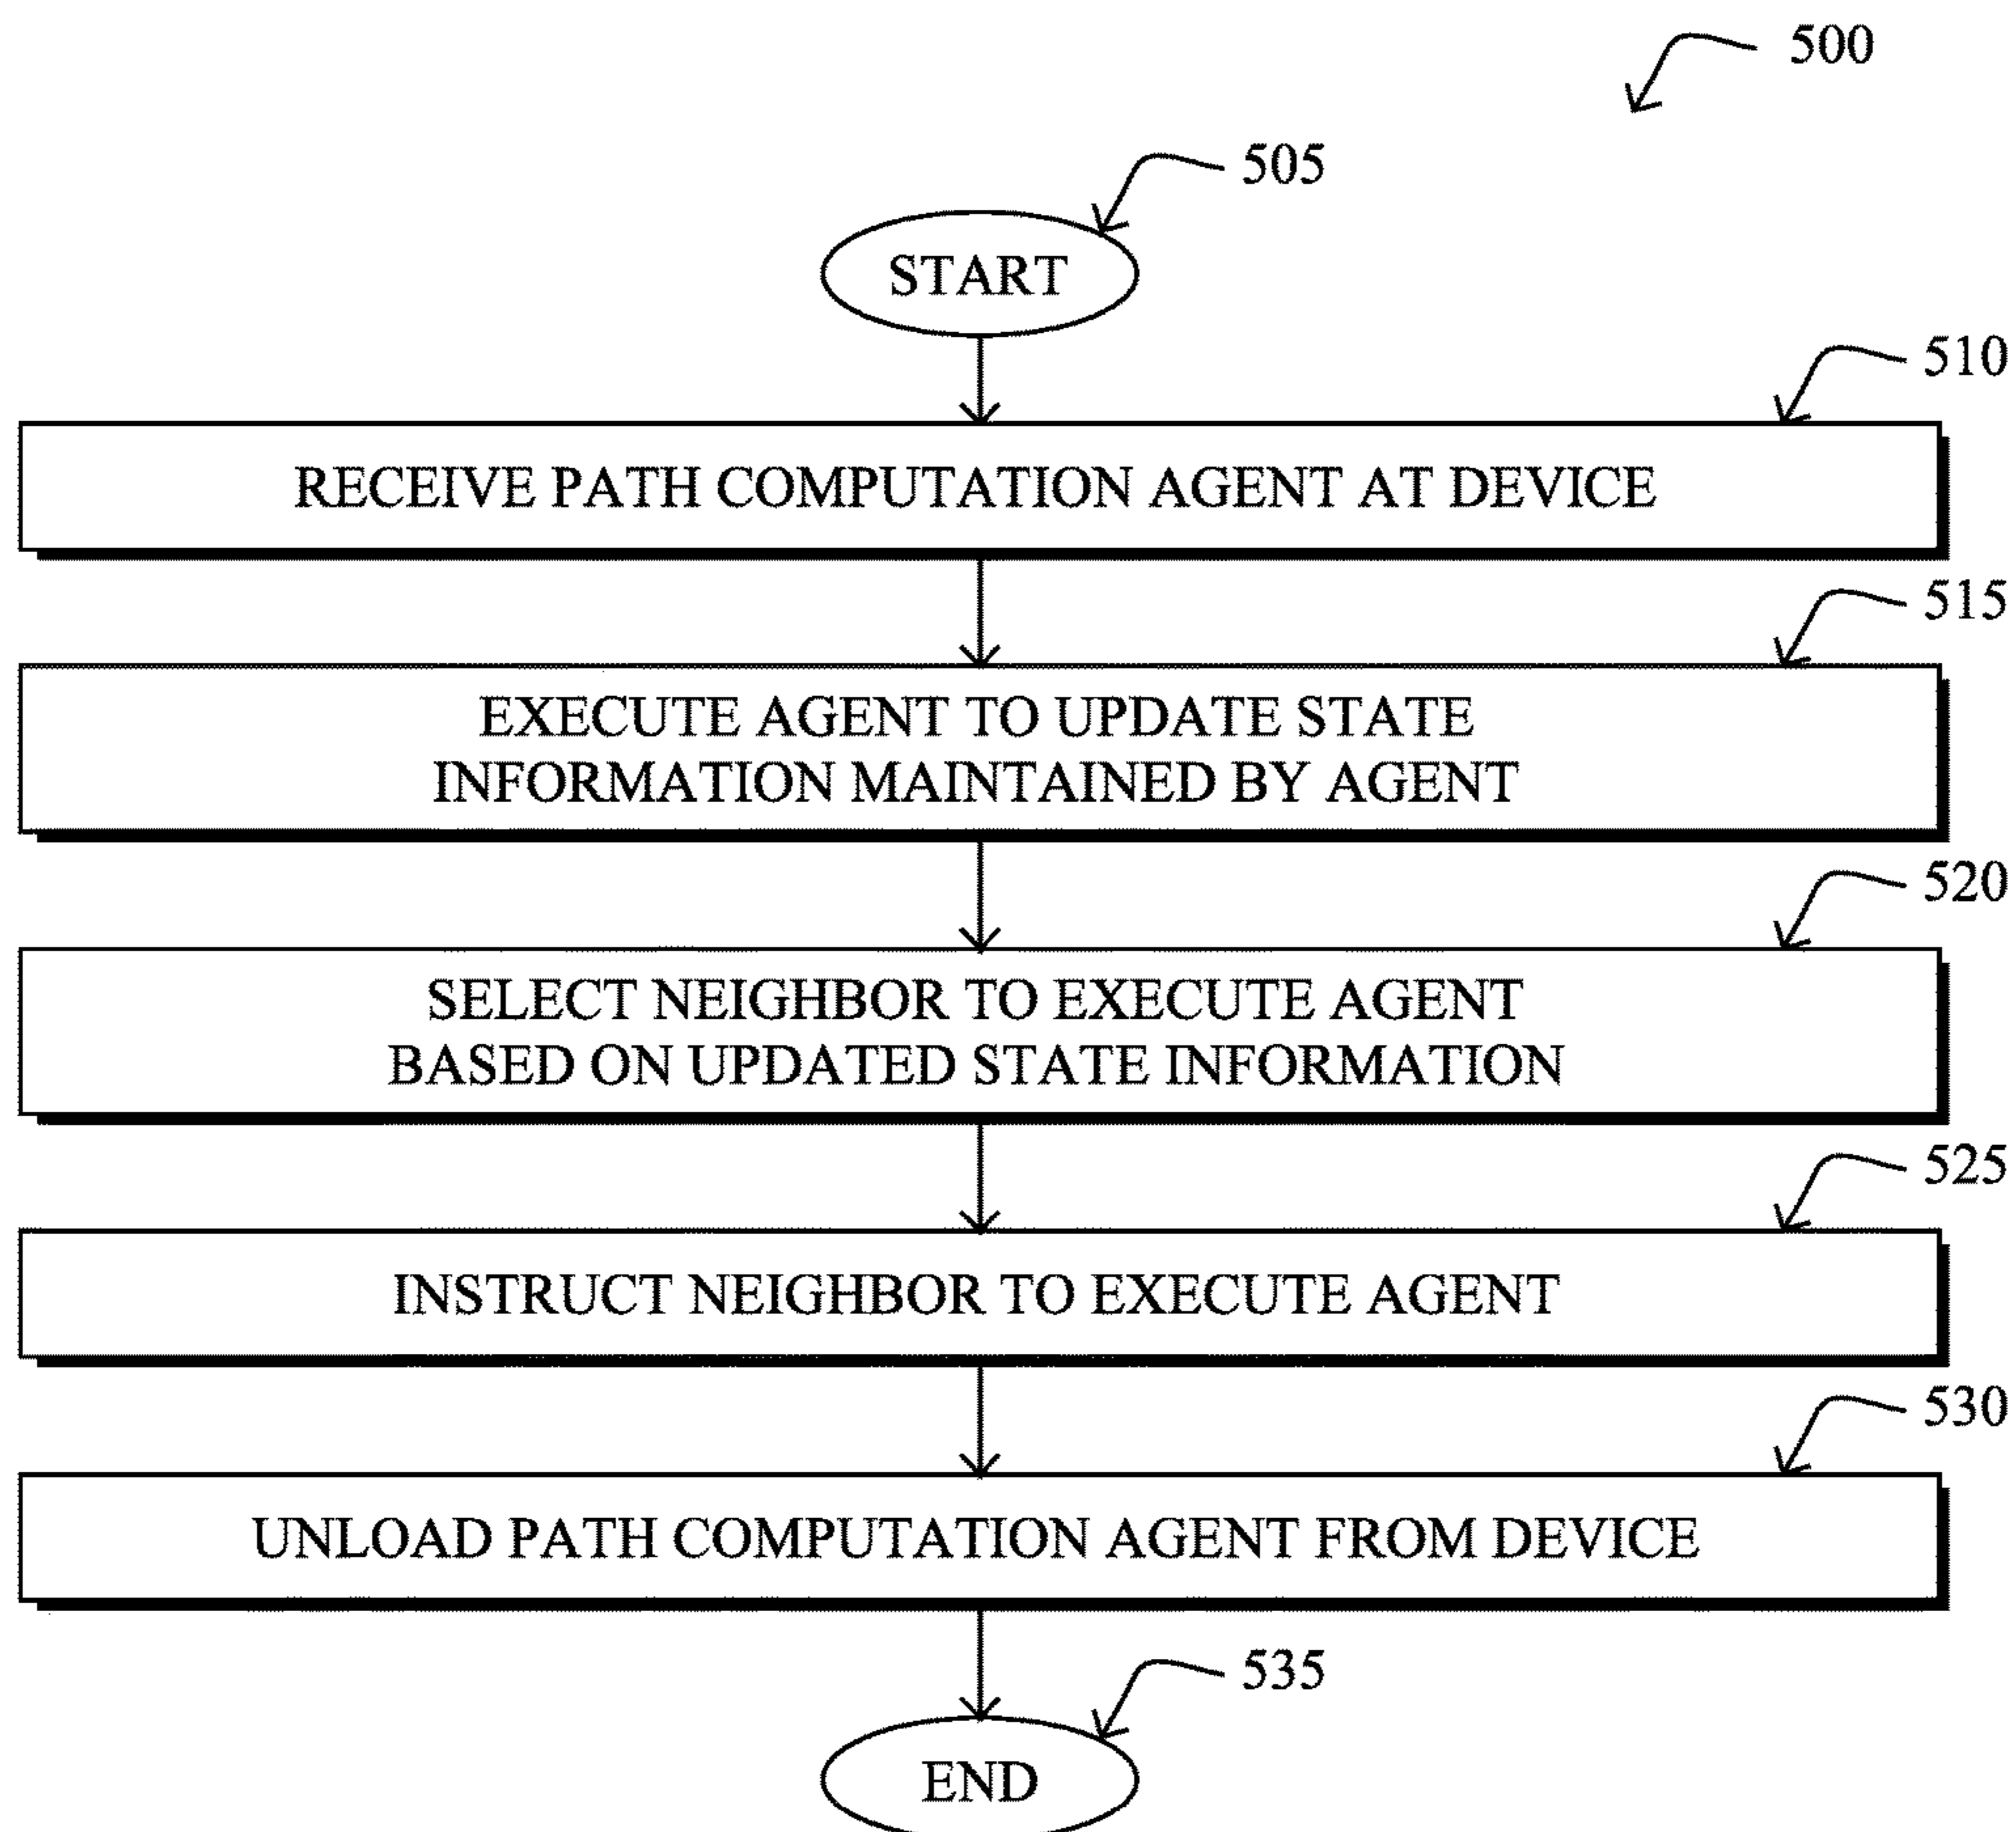 500
505
START
510
RECEIVE PATH COMPUTATION AGENT AT DEVICE
515
EXECUTE AGENT TO UPDATE STATE
INFORMATION MAINTAINED BY AGENT
520
SELECT NEIGHBOR TO EXECUTE AGENT
BASED ON UPDATED STATE INFORMATION
525
INSTRUCT NEIGHBOR TO EXECUTE AGENT
530
UNLOAD PATH COMPUTATION AGENT FROM DEVICE
535
END